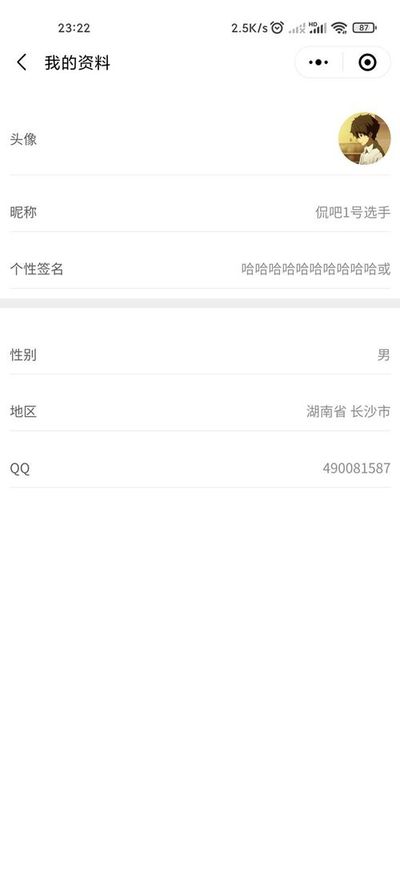 23:22 2.5K/s HD 87
我的资料
头像
昵称 侃吧1号选手
个性签名 哈哈哈哈哈哈哈哈哈哈或
性别 男
地区 湖南省 长沙市
QQ 490081587